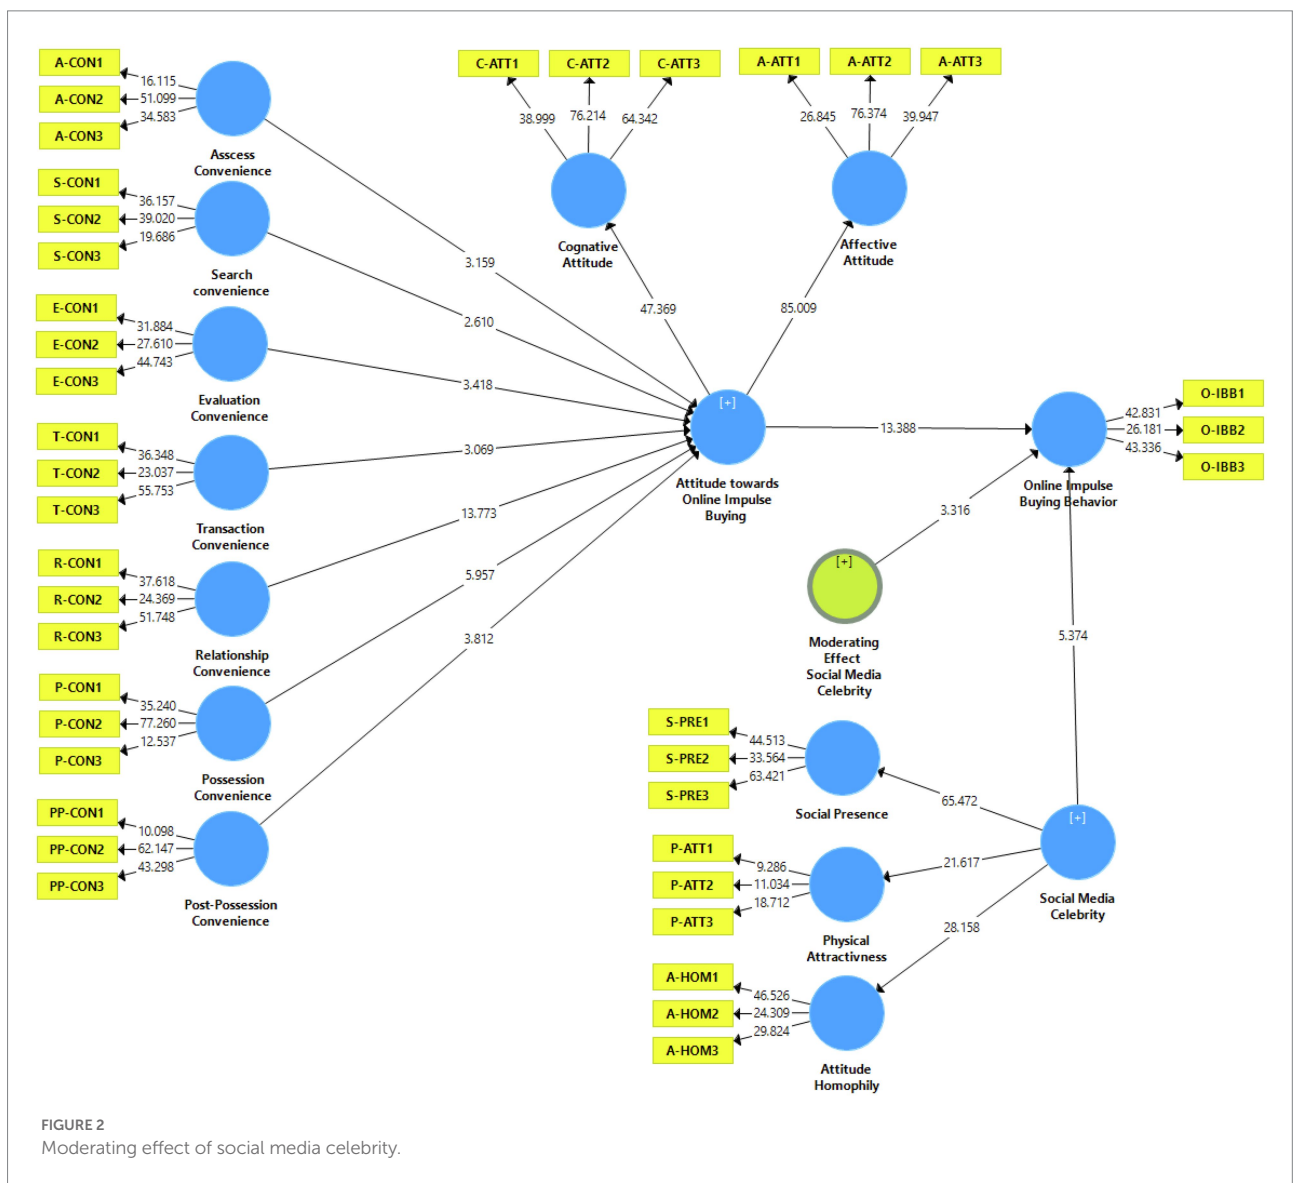 A-CON1
A-CON2
A-CON3
16.115
51.099
34.583
Asscess
Convenience
S-CON1
S-CON2
S-CON3
36.157
39.020
19.686
Search
convenience
E-CON1
E-CON2
E-CON3
31.884
27.610
44.743
Evaluation
Convenience
T-CON1
T-CON2
T-CON3
36.348
23.037
55.753
Transaction
Convenience
R-CON1
R-CON2
R-CON3
37.618
24.369
51.748
Relationship
Convenience
P-CON1
P-CON2
P-CON3
35.240
77.260
12.537
Possession
Convenience
PP-CON1
PP-CON2
PP-CON3
10.098
62.147
43.298
Post-Possession
Convenience
3.159
2.610
3.418
3.069
13.773
5.957
3.812
C-ATT1
C-ATT2
C-ATT3
38.999
76.214
64.342
Cognative
Attitude
A-ATT1
A-ATT2
A-ATT3
26.845
76.374
39.947
Affective
Attitude
47.369
85.009
[+]
Attitude towards
Online Impulse
Buying
13.388
O-IBB1
O-IBB2
O-IBB3
42.831
26.181
43.336
Online Impulse
Buying Behavior
3.316
[+]
Moderating
Effect
Social Media
Celebrity
5.374
S-PRE1
S-PRE2
S-PRE3
44.513
33.564
63.421
Social Presence
65.472
P-ATT1
P-ATT2
P-ATT3
9.286
11.034
18.712
Physical
Attractivness
21.617
[+]
Social Media
Celebrity
28.158
A-HOM1
A-HOM2
A-HOM3
46.526
24.309
29.824
Attitude
Homophily
FIGURE 2
Moderating effect of social media celebrity.